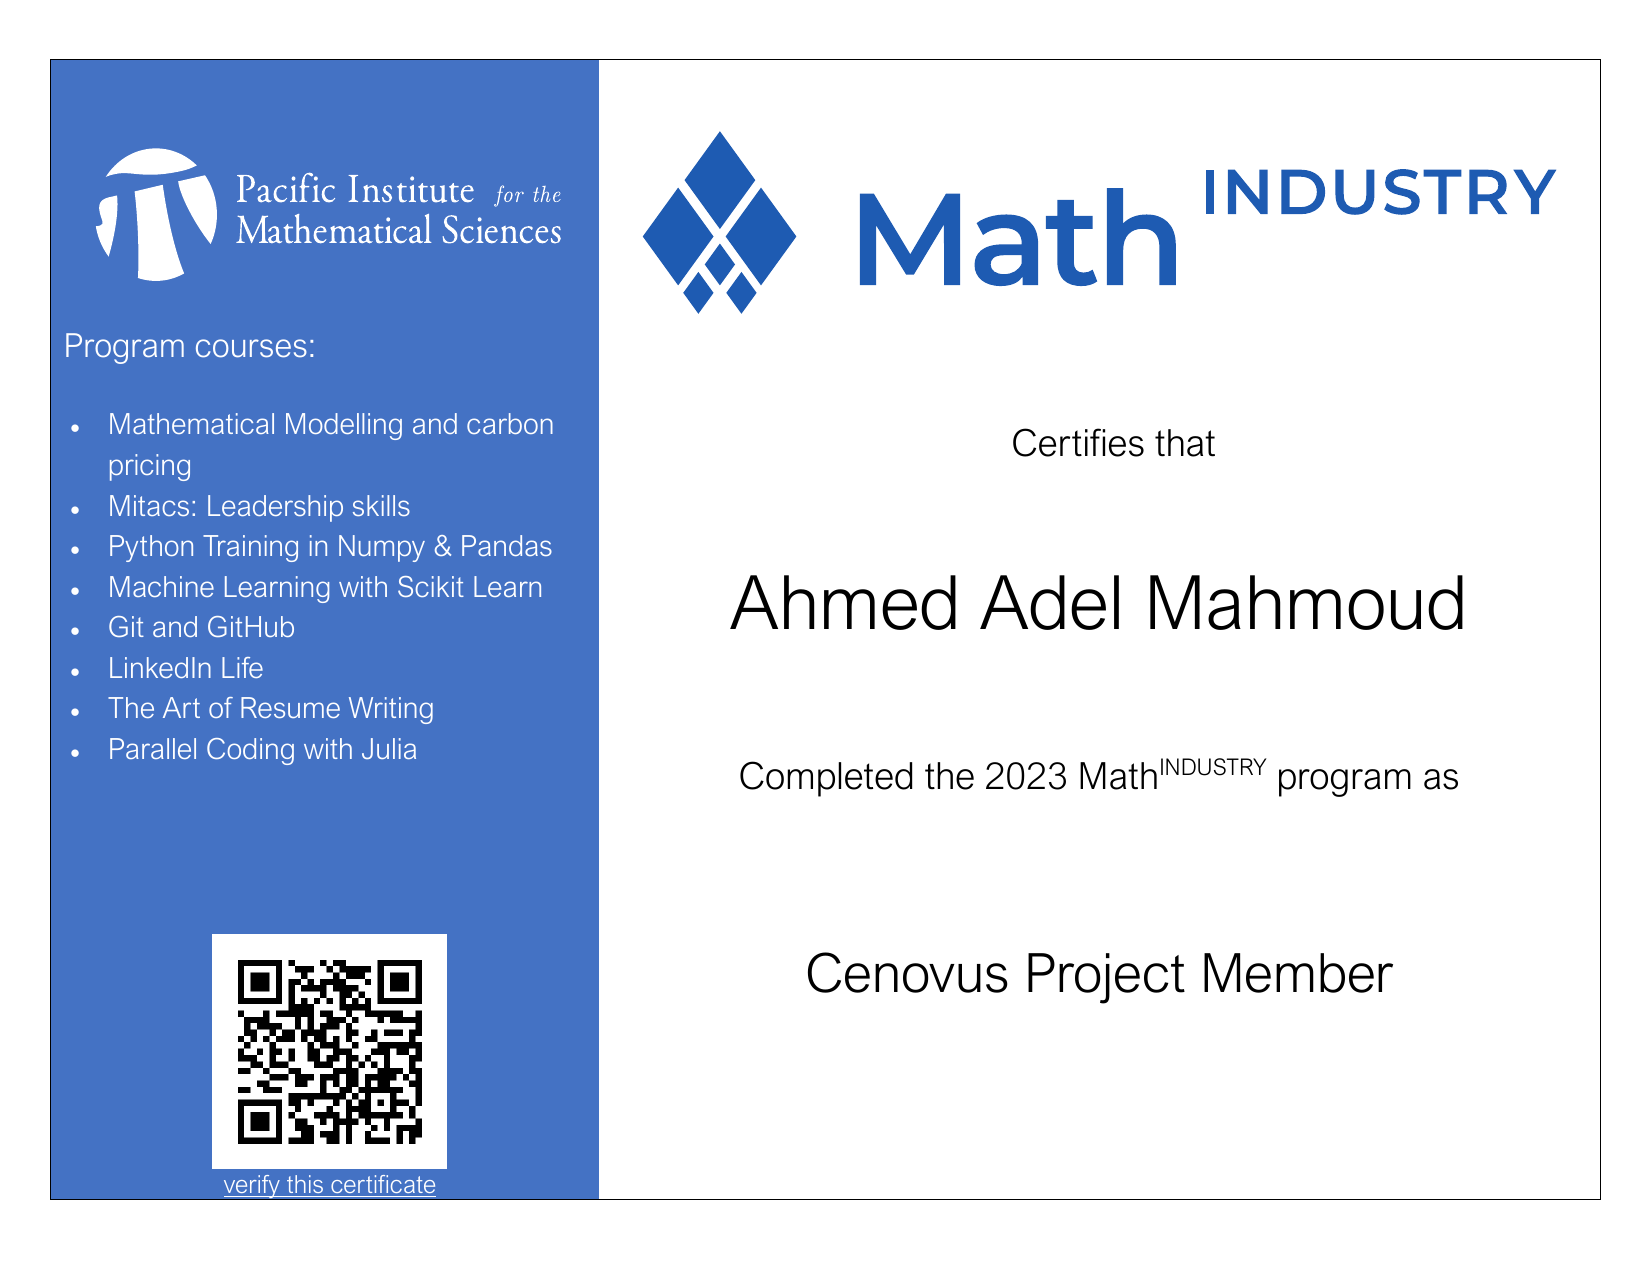 Pacific Institute for the
Mathematical Sciences
Program courses:
• Mathematical Modelling and carbon
pricing
• Mitacs: Leadership skills
• Python Training in Numpy & Pandas
• Machine Learning with Scikit Learn
• Git and GitHub
• LinkedIn Life
• The Art of Resume Writing
• Parallel Coding with Julia
verify this certificate
Math INDUSTRY
Certifies that
Ahmed Adel Mahmoud
Completed the 2023 MathINDUSTRY program as
Cenovus Project Member